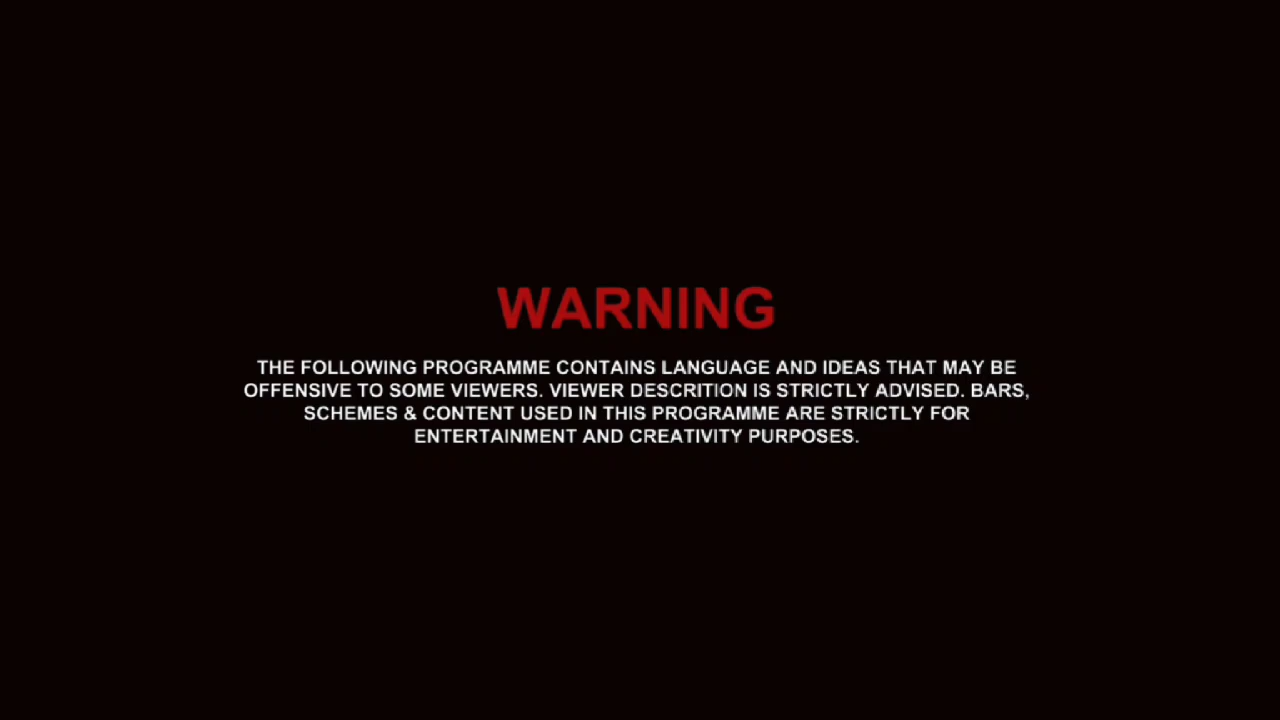 WARNING
THE FOLLOWING PROGRAMME CONTAINS LANGUAGE AND IDEAS THAT MAY BE
OFFENSIVE TO SOME VIEWERS. VIEWER DESCRITION IS STRICTLY ADVISED. BARS,
SCHEMES & CONTENT USED IN THIS PROGRAMME ARE STRICTLY FOR
ENTERTAINMENT AND CREATIVITY PURPOSES.